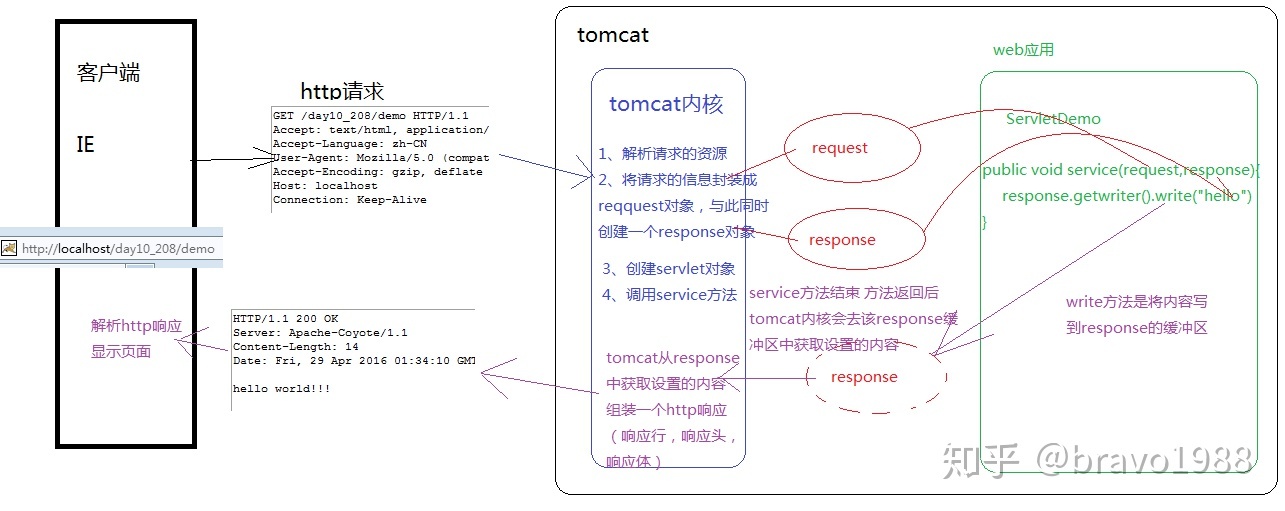 客户端
IE
http://localhost/day10_208/demo
解析http响应
显示页面
http请求
GET /day10_208/demo HTTP/1.1
Accept: text/html, application/
Accept-Language: zh-CN
User-Agent: Mozilla/5.0 (compat
Accept-Encoding: gzip, deflate
Host: localhost
Connection: Keep-Alive
HTTP/1.1 200 OK
Server: Apache-Coyote/1.1
Content-Length: 14
Date: Fri, 29 Apr 2016 01:34:10 GMT
hello world!!!
tomcat
tomcat内核
1、解析请求的资源
2、将请求的信息封装成
reqquest对象，与此同时
创建一个response对象
3、创建servlet对象
4、调用service方法
tomcat从response
中获取设置的内容
组装一个http响应
（响应行，响应头，
响应体）
request
response
service方法结束 方法返回后
tomcat内核会去该response缓
冲区中获取设置的内容
response
web应用
ServletDemo
public void service(request,response){
response.getwriter().write("hello")
}
write方法是将内容写
到response的缓冲区
知乎 @bravo1988